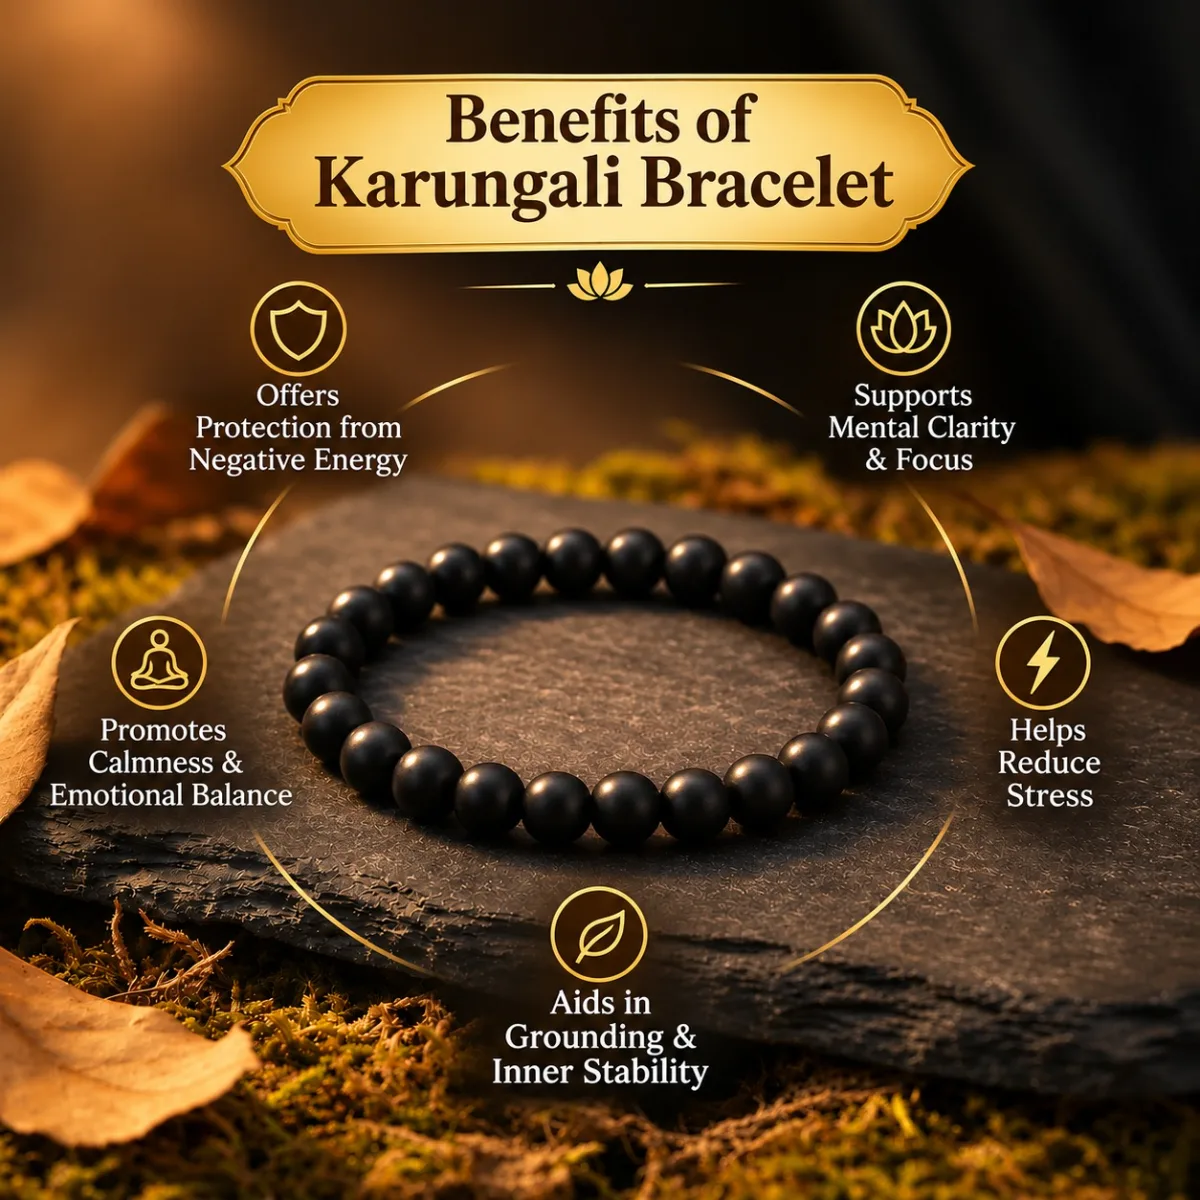 Benefits of
Karungali Bracelet
Offers
Protection from
Negative Energy
Supports
Mental Clarity
& Focus
Promotes
Calmness &
Emotional Balance
Helps
Reduce
Stress
Aids in
Grounding &
Inner Stability